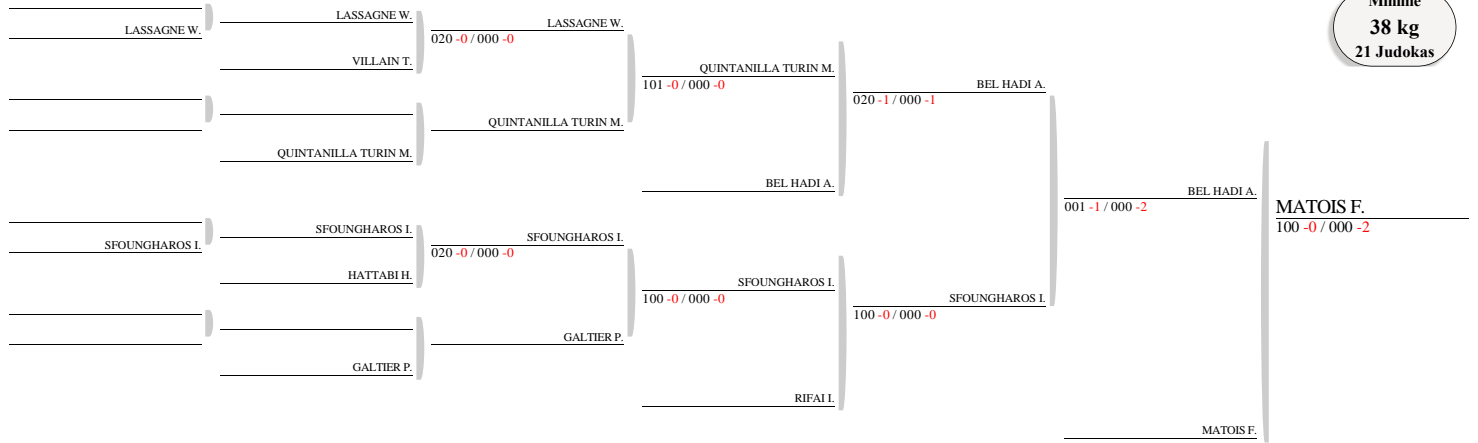 Minime
38 kg
21 Judokas
LASSAGNE W.
LASSAGNE W.
VILLAIN T.
QUINTANILLA TURIN M.
SFOUNGHAROS I.
SFOUNGHAROS I.
HATTABI H.
GALTIER P.
LASSAGNE W.
020 -0 / 000 -0
QUINTANILLA TURIN M.
SFOUNGHAROS I.
020 -0 / 000 -0
GALTIER P.
QUINTANILLA TURIN M.
101 -0 / 000 -0
BEL HADI A.
SFOUNGHAROS I.
100 -0 / 000 -0
RIFAI I.
BEL HADI A.
020 -1 / 000 -1
SFOUNGHAROS I.
100 -0 / 000 -0
BEL HADI A.
001 -1 / 000 -2
MATOIS F.
MATOIS F.
100 -0 / 000 -2